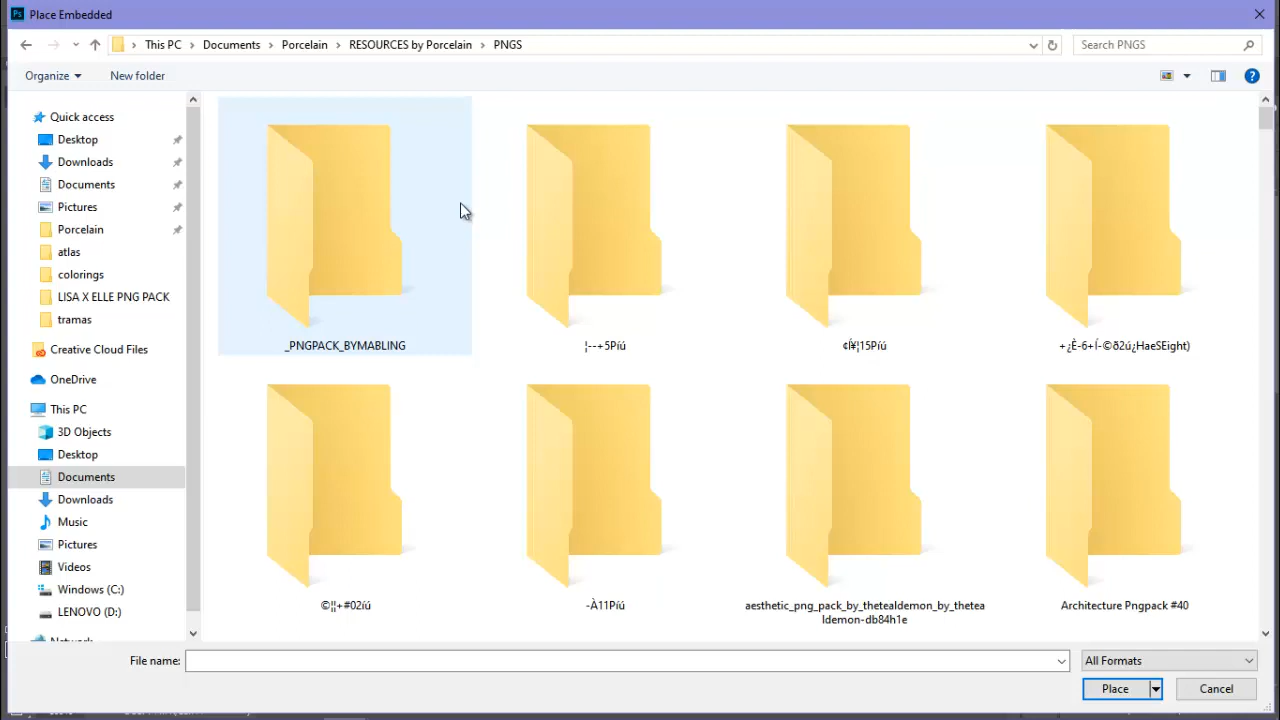 Ps Place Embedded
This PC Documents Porcelain RESOURCES by Porcelain PNGS
Search PNGS
Organize New folder
Quick access
Desktop
Downloads
Documents
Pictures
Porcelain
atlas
colorings
LISA X ELLE PNG PACK
tramas
Creative Cloud Files
OneDrive
This PC
3D Objects
Desktop
Documents
Downloads
Music
Pictures
Videos
Windows (C:)
LENOVO (D:)
Network
_PNGPACK_BYMABLING
¦--+5Píú
¢Í¥¦15Píú
+¿È-6+Í-©ð2ú¿HaeSEight)
©¦¦+#02íú
-À11Píú
aesthetic_png_pack_by_thetealdemon_by_thetea
ldemon-db84h1e
Architecture Pngpack #40
File name:
All Formats
Place Cancel